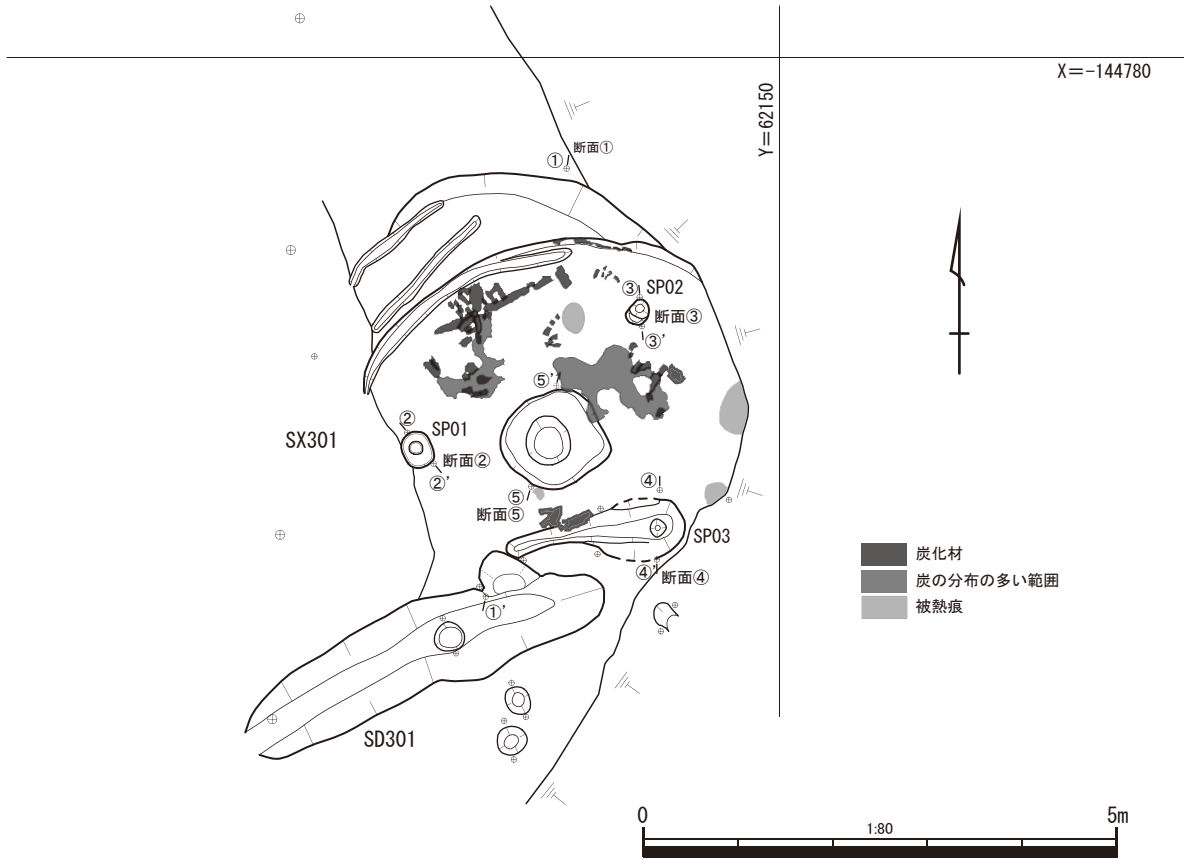 X=-144780
Y=62150
① 断面①
③ SP02
断面③
③'
⑤'
② SP01
SX301
断面②
②'
⑤
④
断面⑤
SP03
④' 断面④
①'
SD301
炭化材
炭の分布の多い範囲
被熱痕
0 5m
1:80